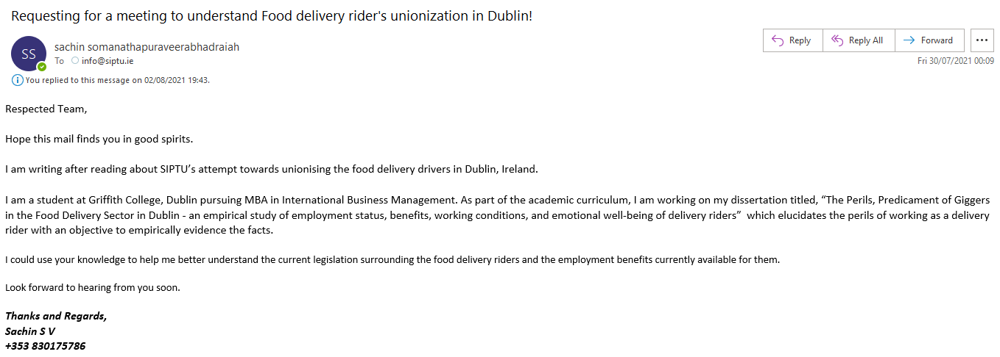 Requesting for a meeting to understand Food delivery rider's unionization in Dublin!
SS
sachin somanathapuraveerabhadraiah
To info@siptu.ie
Reply
Reply All
Forward
...
Fri 30/07/2021 00:09
You replied to this message on 02/08/2021 19:43.
Respected Team,
Hope this mail finds you in good spirits.
I am writing after reading about SIPTU’s attempt towards unionising the food delivery drivers in Dublin, Ireland.
I am a student at Griffith College, Dublin pursuing MBA in International Business Management. As part of the academic curriculum, I am working on my dissertation titled, “The Perils, Predicament of Giggers
in the Food Delivery Sector in Dublin - an empirical study of employment status, benefits, working conditions, and emotional well-being of delivery riders” which elucidates the perils of working as a delivery
rider with an objective to empirically evidence the facts.
I could use your knowledge to help me better understand the current legislation surrounding the food delivery riders and the employment benefits currently available for them.
Look forward to hearing from you soon.
Thanks and Regards,
Sachin S V
+353 830175786